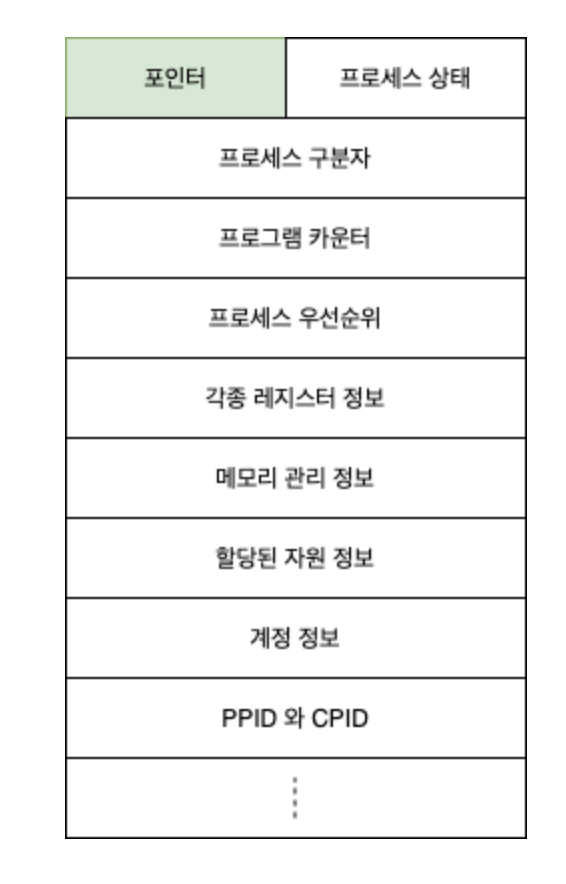 포인터
프로세스 상태
프로세스 구분자
프로그램 카운터
프로세스 우선순위
각종 레지스터 정보
메모리 관리 정보
할당된 자원 정보
계정 정보
PPID 와 CPID